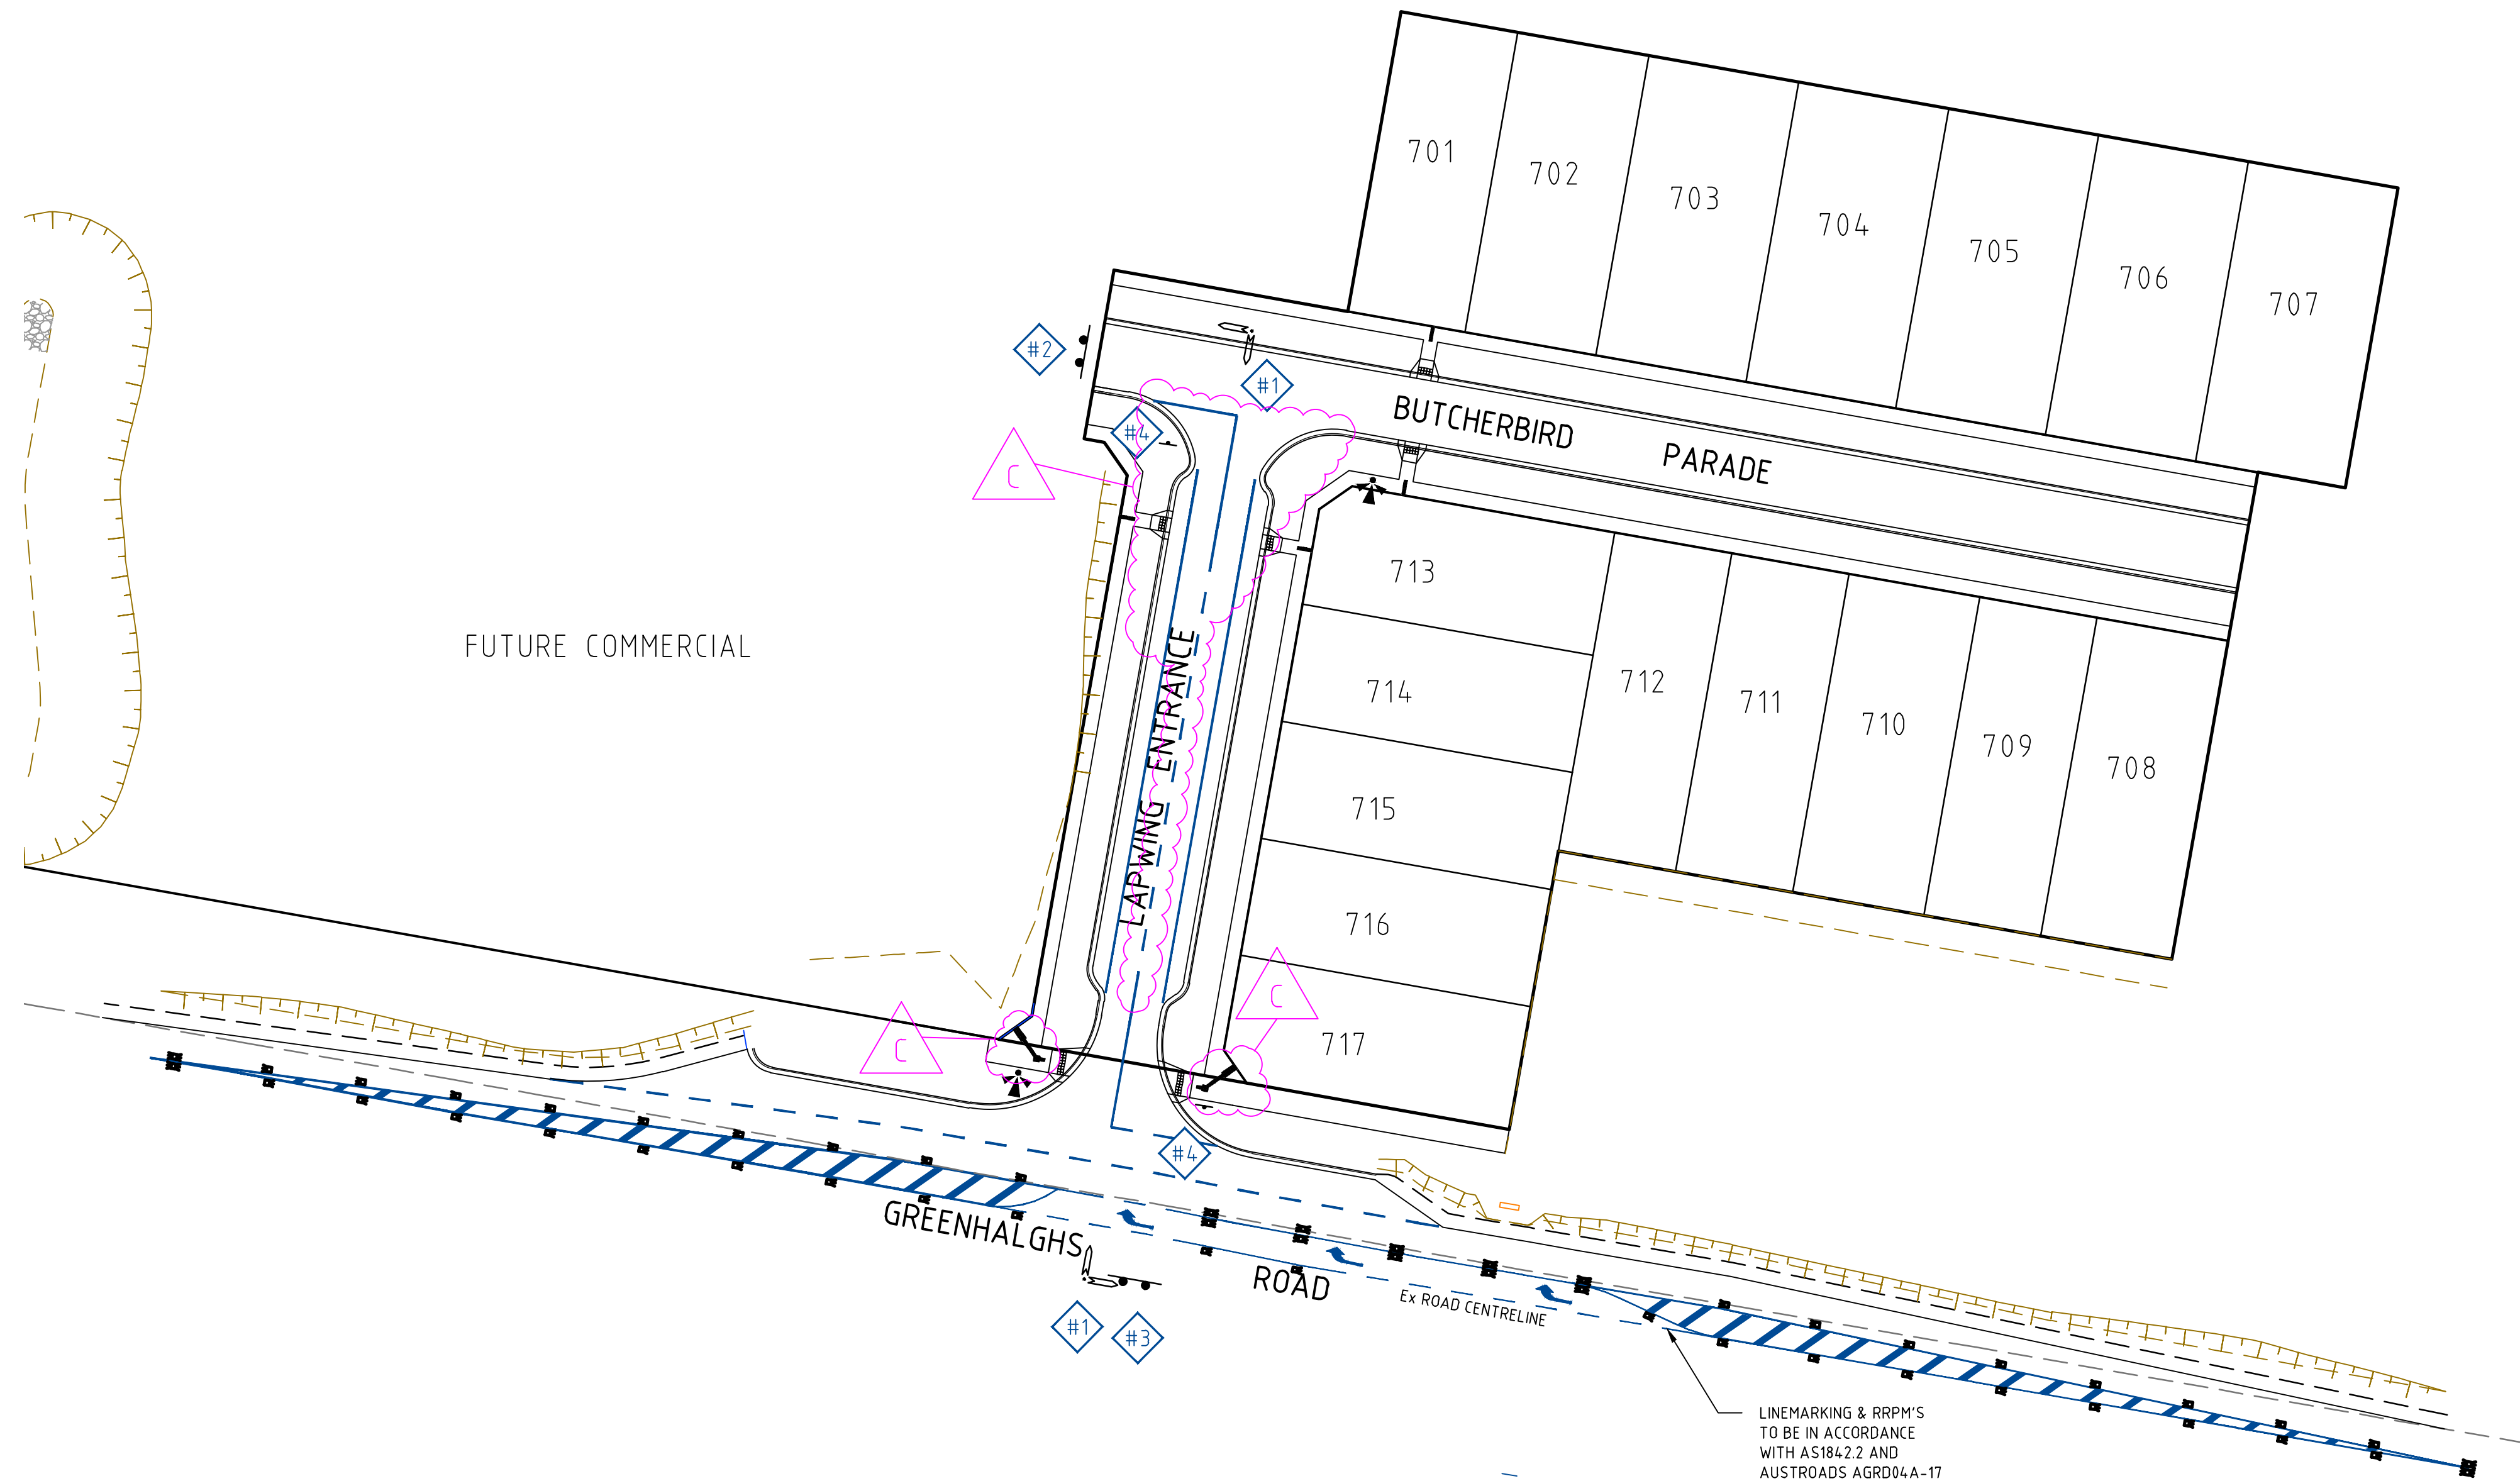 701
702
703
704
705
706
707
#2
#1
#4
C
BUTCHERBIRD PARADE
713
714
715
716
717
712
711
710
709
708
FUTURE COMMERCIAL
LAPWING ENTRANCE
C
C
#4
GREENHALGHS ROAD
#1
#3
Ex ROAD CENTRELINE
LINEMARKING & RRPM'S
TO BE IN ACCORDANCE
WITH AS1842.2 AND
AUSTROADS AGRD04A-17